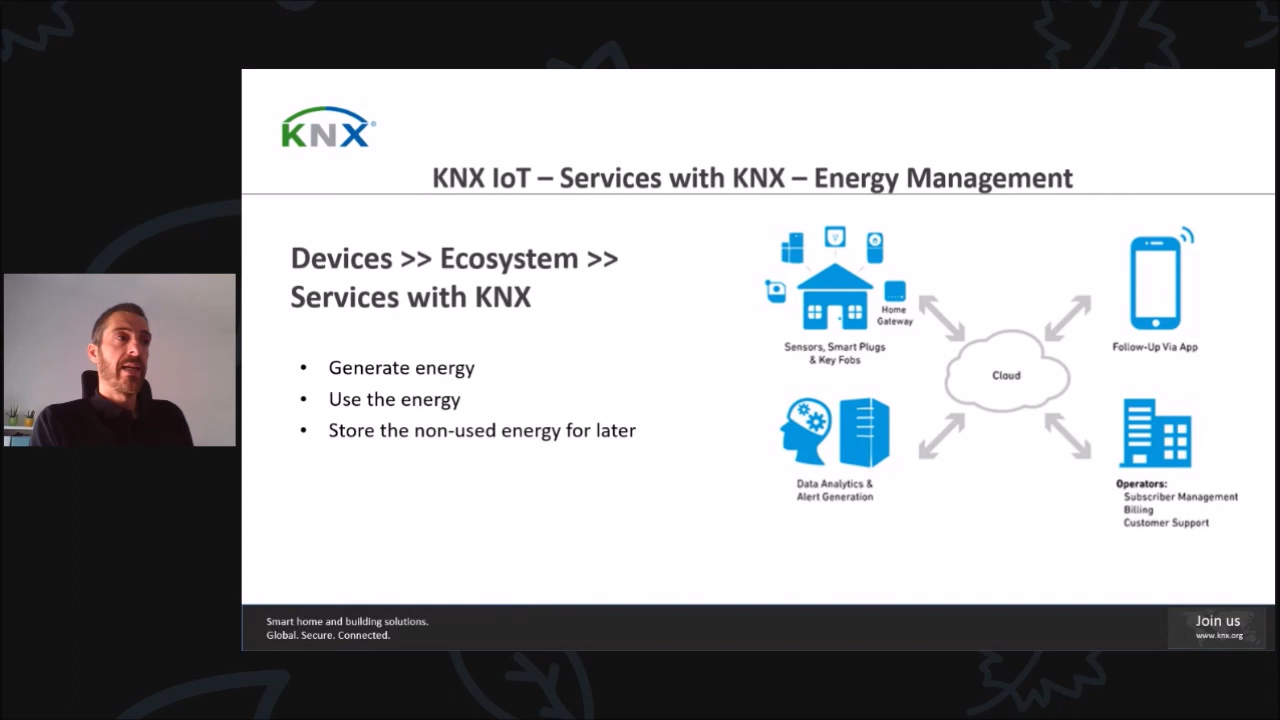 KNX
KNX IoT – Services with KNX – Energy Management
Devices >> Ecosystem >>
Services with KNX
• Generate energy
• Use the energy
• Store the non-used energy for later
Home
Gateway
Sensors, Smart Plugs
& Key Fobs
Follow-Up Via App
Cloud
Data Analytics &
Alert Generation
Operators:
Subscriber Management
Billing
Customer Support
Smart home and building solutions.
Global. Secure. Connected.
Join us
www.knx.org